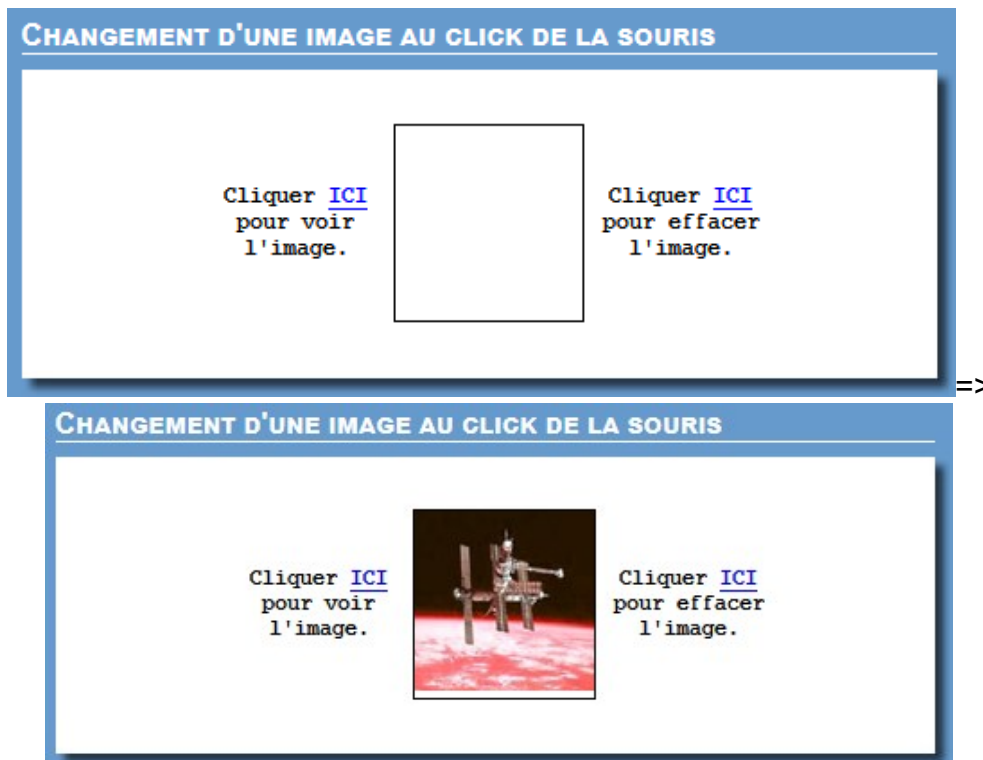 CHANGEMENT D'UNE IMAGE AU CLICK DE LA SOURIS
Cliquer ICI
pour voir
l'image.
Cliquer ICI
pour effacer
l'image.
=>
CHANGEMENT D'UNE IMAGE AU CLICK DE LA SOURIS
Cliquer ICI
pour voir
l'image.
Cliquer ICI
pour effacer
l'image.